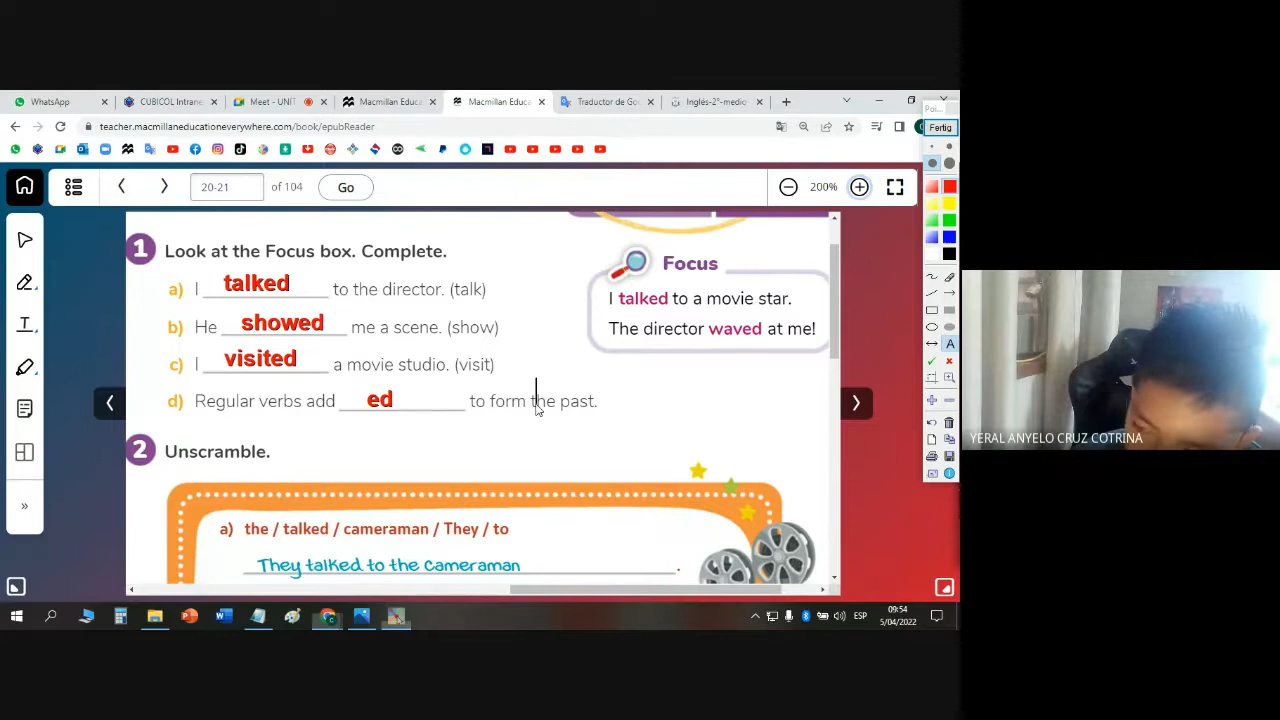 WhatsApp
CUBICOL Intrane
Meet - UNIT
Macmillan Educa
Macmillan Educa
Traductor de Go
Inglés-2°-medio
teacher.macmillaneducationeverywhere.com/book/epubReader
Poi...
Fertig
20-21 of 104 Go
200%
1 Look at the Focus box. Complete.
a) I talked to the director. (talk)
b) He showed me a scene. (show)
c) I visited a movie studio. (visit)
d) Regular verbs add ed to form the past.
Focus
I talked to a movie star.
The director waved at me!
2 Unscramble.
a) the / talked / cameraman / They / to
They talked to the cameraman.
YERAL ANYELO CRUZ COTRINA
ESP
09:54
5/04/2022